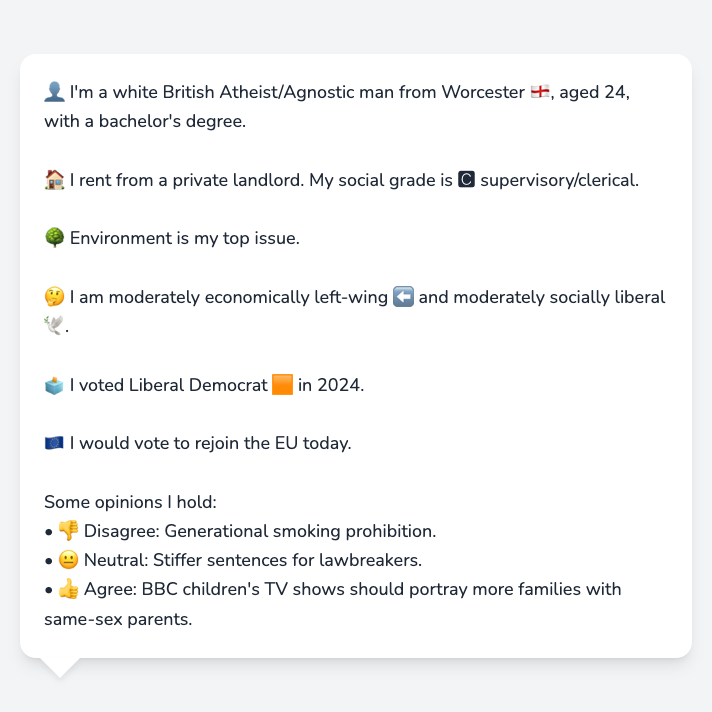 👤 I'm a white British Atheist/Agnostic man from Worcester 🏴󠁧󠁢󠁥󠁮󠁧󠁿, aged 24,
with a bachelor's degree.
🏠 I rent from a private landlord. My social grade is 🅲 supervisory/clerical.
🌳 Environment is my top issue.
🤔 I am moderately economically left-wing ⬅️ and moderately socially liberal
🕊️.
🗳️ I voted Liberal Democrat 🟧 in 2024.
🇪🇺 I would vote to rejoin the EU today.
Some opinions I hold:
• 👎 Disagree: Generational smoking prohibition.
• 😐 Neutral: Stiffer sentences for lawbreakers.
• 👍 Agree: BBC children's TV shows should portray more families with
same-sex parents.